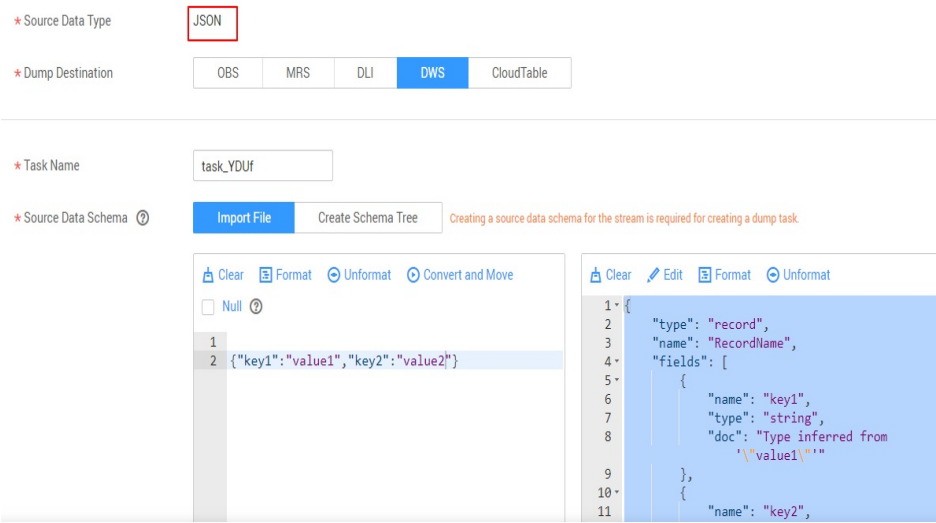 * Source Data Type JSON
* Dump Destination OBS MRS DLI DWS CloudTable
* Task Name task_YDUf
* Source Data Schema ? Import File Create Schema Tree Creating a source data schema for the stream is required for creating a dump task.
Clear Format Unformat Convert and Move
Null ?
1
2 {"key1":"value1","key2":"value2"}
Clear Edit Format Unformat
1 {
2 "type": "record",
3 "name": "RecordName",
4 "fields": [
5 {
6 "name": "key1",
7 "type": "string",
8 "doc": "Type inferred from
'\"value1\"'"
9 },
10 {
11 "name": "key2",